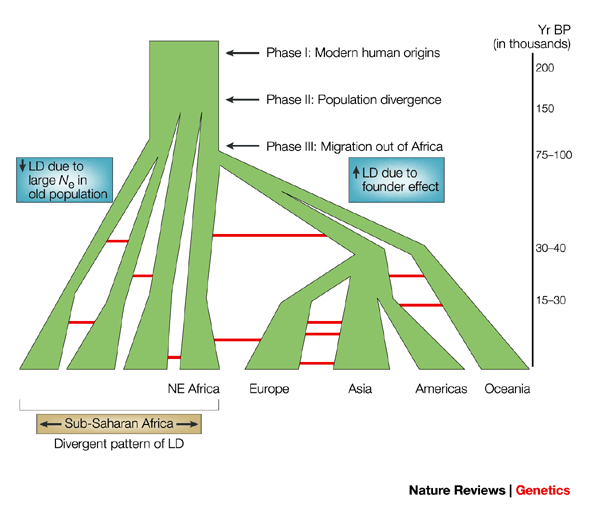 Yr BP
(in thousands)
Phase I: Modern human origins
200
Phase II: Population divergence
150
Phase III: Migration out of Africa
75–100
↓ LD due to
large Ne in
old population
↑ LD due to
founder effect
30–40
15–30
NE Africa
Europe
Asia
Americas
Oceania
Sub-Saharan Africa
Divergent pattern of LD
Nature Reviews | Genetics